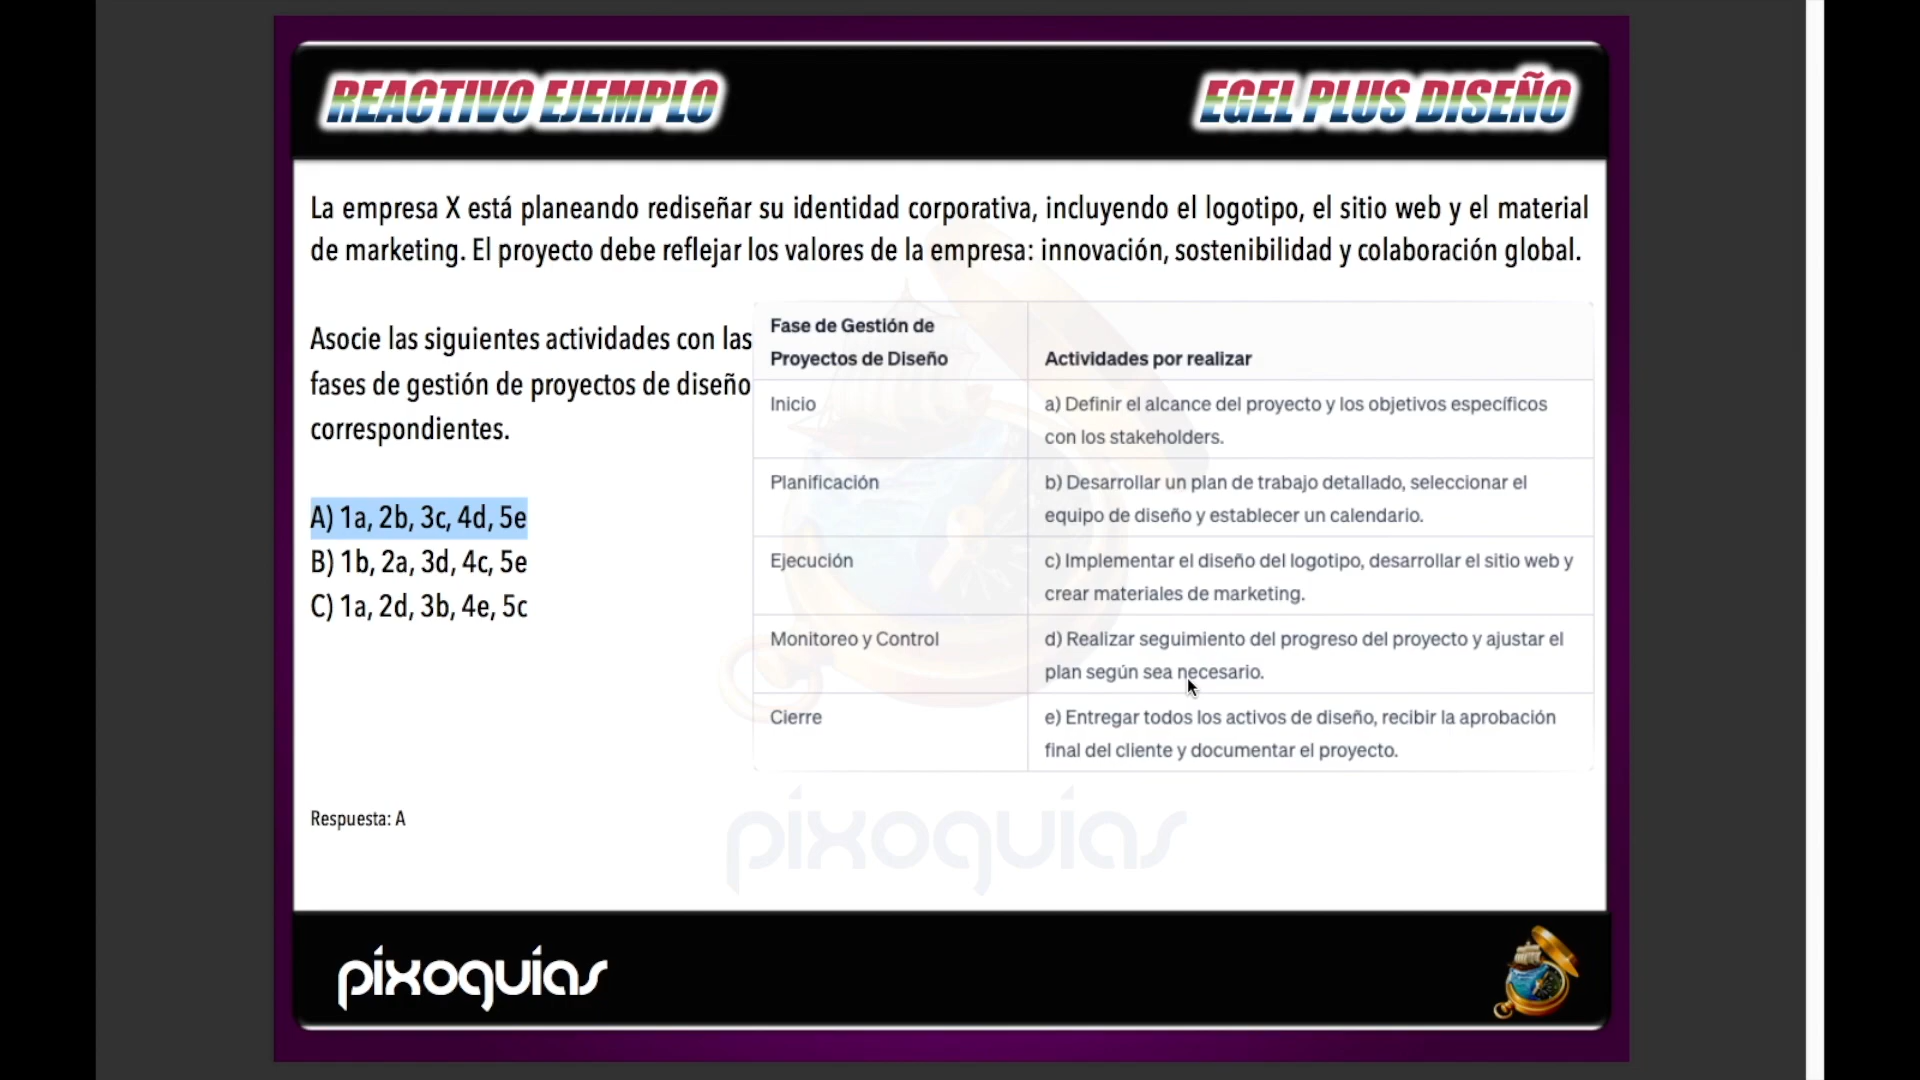 REACTIVO EJEMPLO
EGEL PLUS DISEÑO
La empresa X está planeando rediseñar su identidad corporativa, incluyendo el logotipo, el sitio web y el material
de marketing. El proyecto debe reflejar los valores de la empresa: innovación, sostenibilidad y colaboración global.
Asocie las siguientes actividades con las
fases de gestión de proyectos de diseño
correspondientes.
A) 1a, 2b, 3c, 4d, 5e
B) 1b, 2a, 3d, 4c, 5e
C) 1a, 2d, 3b, 4e, 5c
Fase de Gestión de
Proyectos de Diseño
Actividades por realizar
Inicio
a) Definir el alcance del proyecto y los objetivos específicos
con los stakeholders.
Planificación
b) Desarrollar un plan de trabajo detallado, seleccionar el
equipo de diseño y establecer un calendario.
Ejecución
c) Implementar el diseño del logotipo, desarrollar el sitio web y
crear materiales de marketing.
Monitoreo y Control
d) Realizar seguimiento del progreso del proyecto y ajustar el
plan según sea necesario.
Cierre
e) Entregar todos los activos de diseño, recibir la aprobación
final del cliente y documentar el proyecto.
Respuesta: A
pixoguias
pixoguias